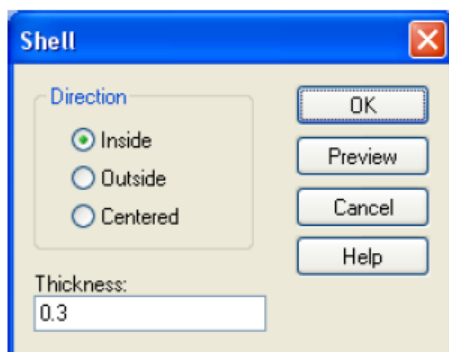 Shell
Direction
Inside
Outside
Centered
Thickness:
0.3
OK
Preview
Cancel
Help